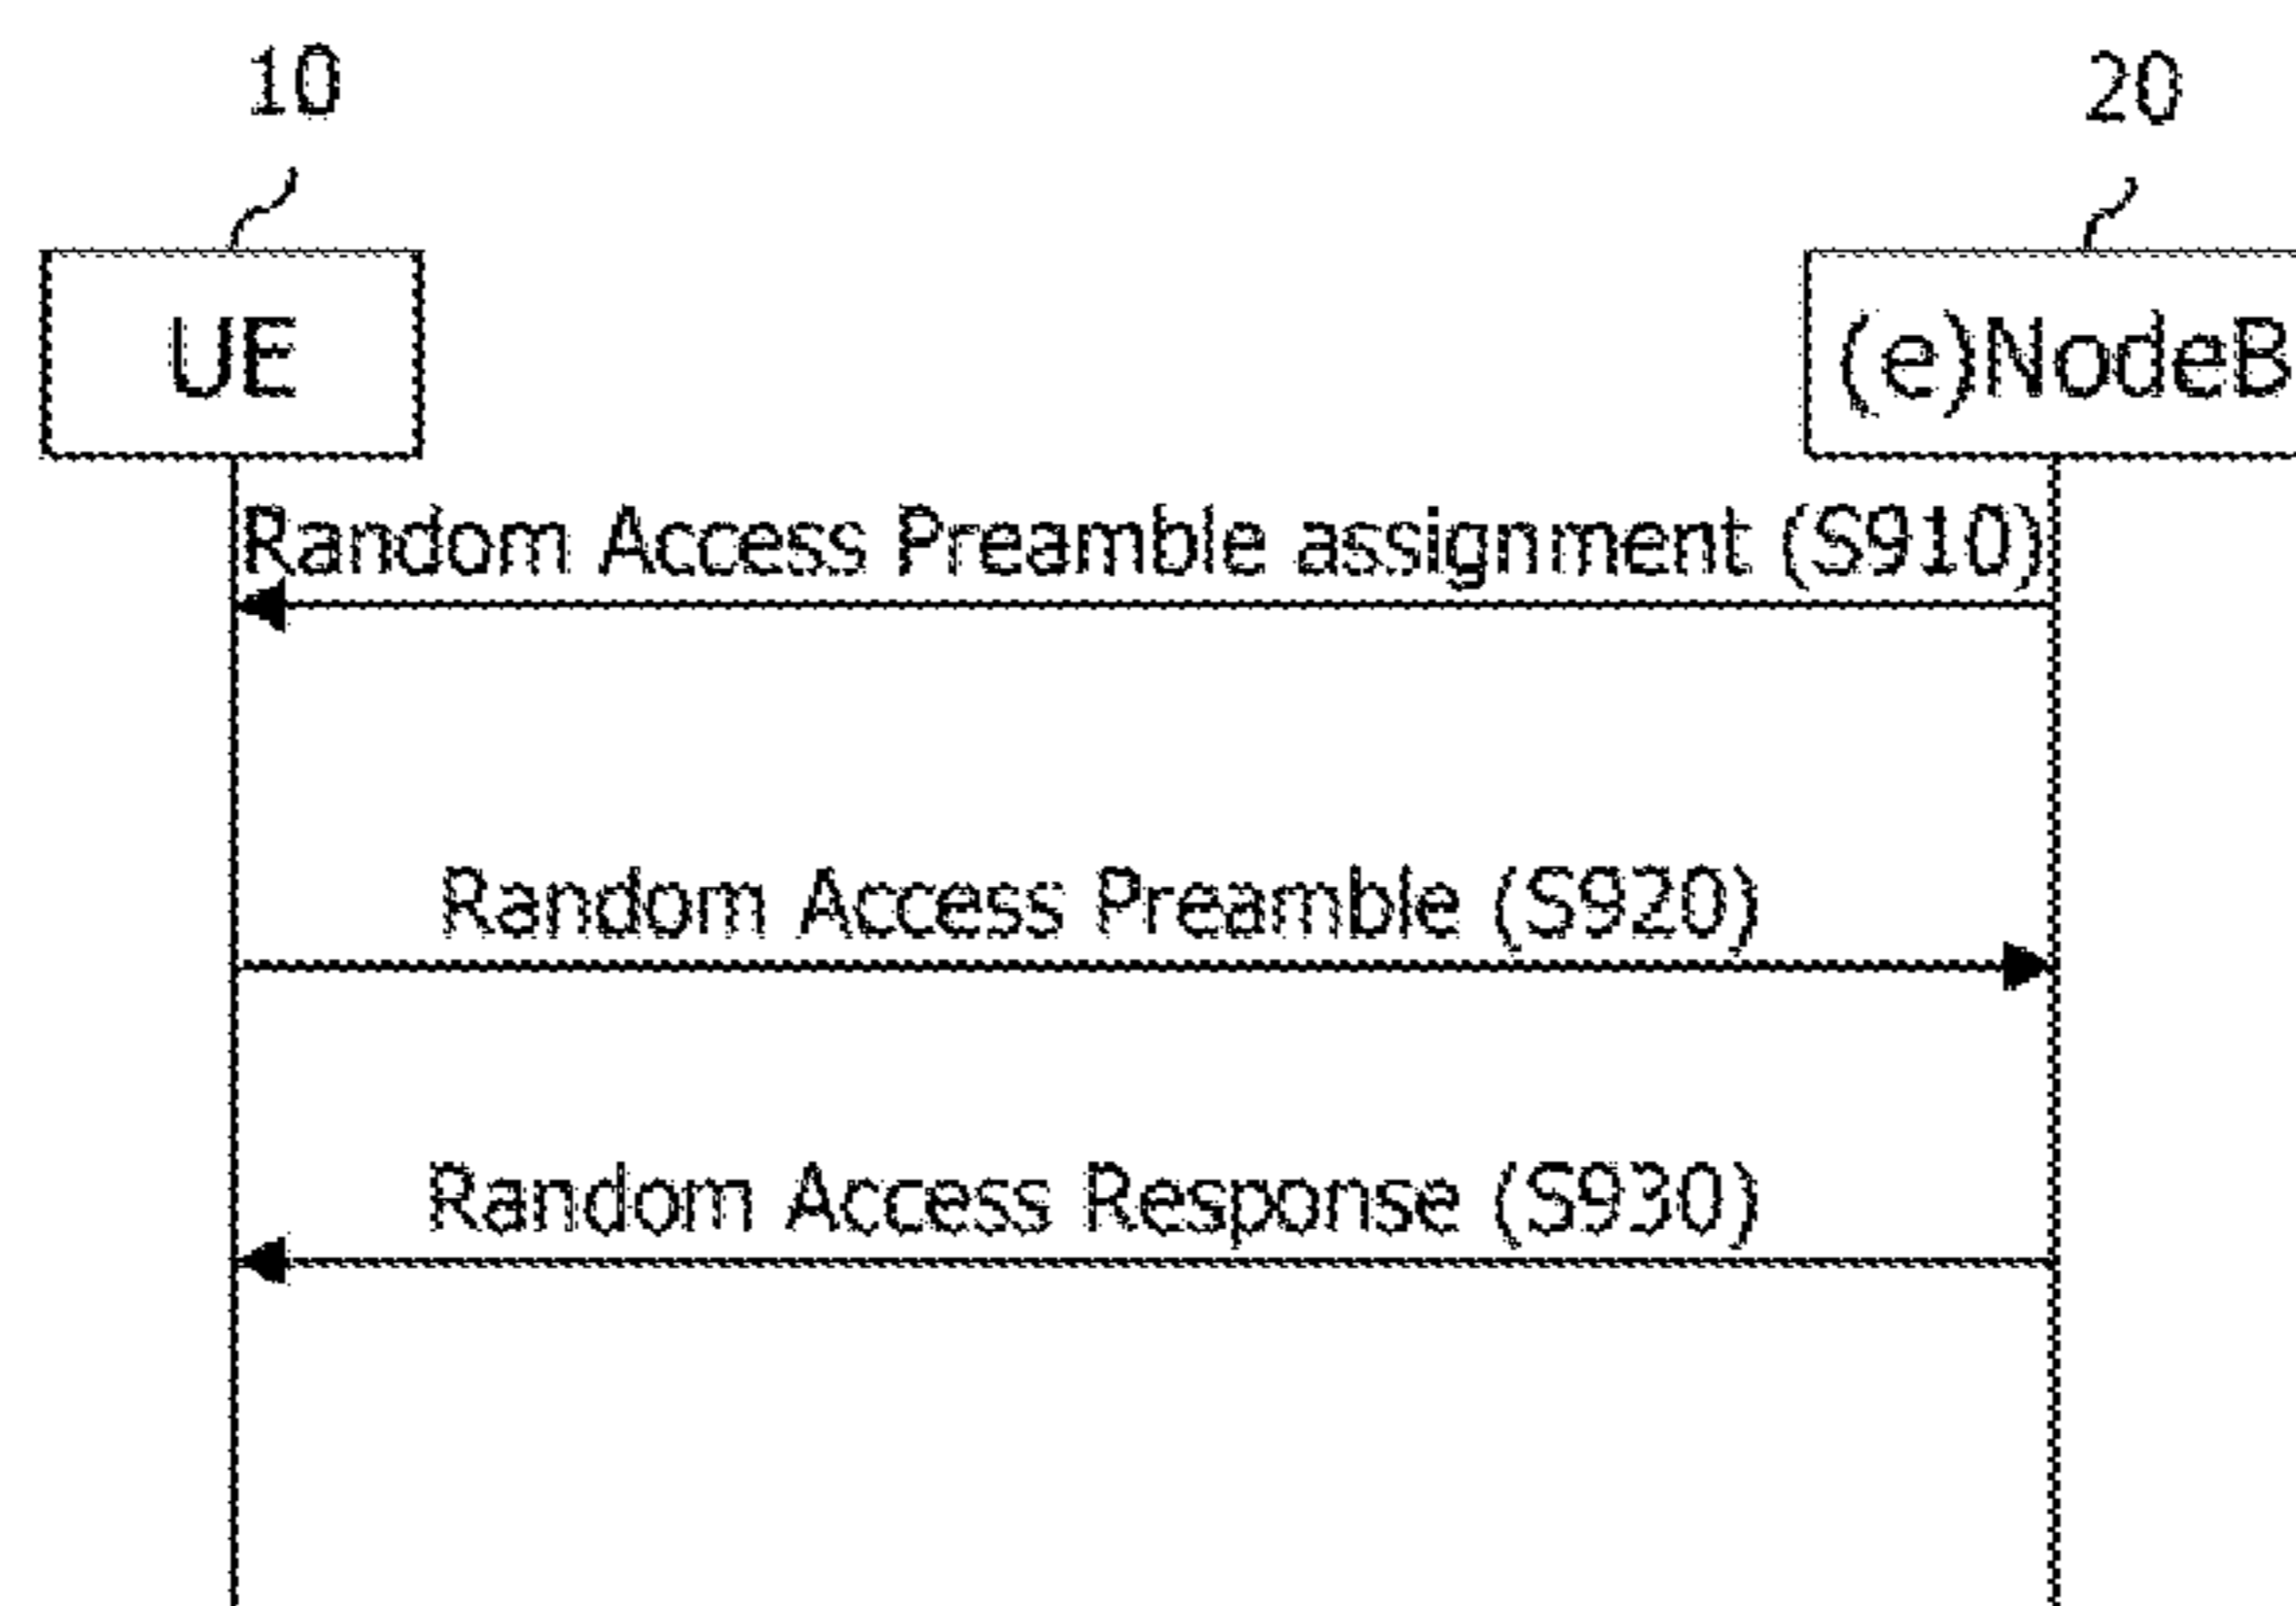 10
20
UE
(e)NodeB
Random Access Preamble assignment (S910)
Random Access Preamble (S920)
Random Access Response (S930)